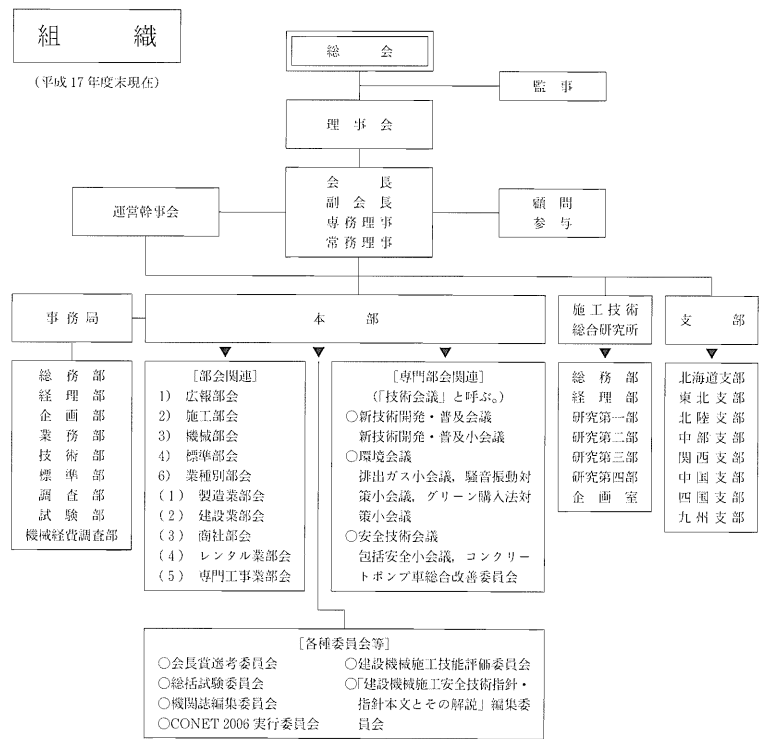 組織
(平成17年度末現在)
総会
監事
理事会
会長
副会長
専務理事
常務理事
運営幹事会
顧問
参与
事務局
本部
施工技術
総合研究所
支部
総務部
経理部
企画部
業務部
技術部
標準部
調査部
試験部
機械経費調査部
[部会関連]
1) 広報部会
2) 施工部会
3) 機械部会
4) 標準部会
6) 業種別部会
(1) 製造業部会
(2) 建設業部会
(3) 商社部会
(4) レンタル業部会
(5) 専門工事業部会
[専門部会関連]
(「技術会議」と呼ぶ。)
○新技術開発・普及会議
新技術開発・普及小会議
○環境会議
排出ガス小会議,騒音振動対
策小会議,グリーン購入法対
策小会議
○安全技術会議
包括安全小会議,コンクリー
トポンプ車総合改善委員会
総務部
経理部
研究第一部
研究第二部
研究第三部
研究第四部
企画室
北海道支部
東北支部
北陸支部
中部支部
関西支部
中国支部
四国支部
九州支部
[各種委員会等]
○会長賞選考委員会
○総括試験委員会
○機関誌編集委員会
○CONET 2006 実行委員会
○建設機械施工技能評価委員会
○「建設機械施工安全技術指針・
指針本文とその解説」編集委
員会